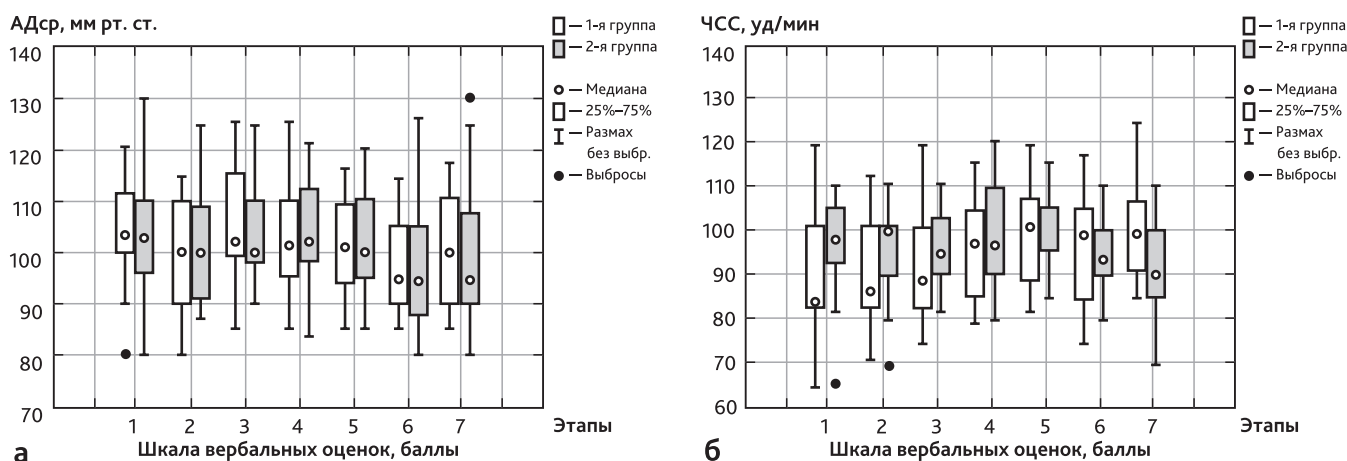 АДср, мм рт. ст.
140
130
120
110
100
90
80
70
1 2 3 4 5 6 7
Этапы
Шкала вербальных оценок, баллы
а
— 1-я группа
— 2-я группа
— Медиана
— 25%–75%
— Размах
без выбр.
— Выбросы
ЧСС, уд/мин
140
130
120
110
100
90
80
70
60
1 2 3 4 5 6 7
Этапы
Шкала вербальных оценок, баллы
б
— 1-я группа
— 2-я группа
— Медиана
— 25%–75%
— Размах
без выбр.
— Выбросы